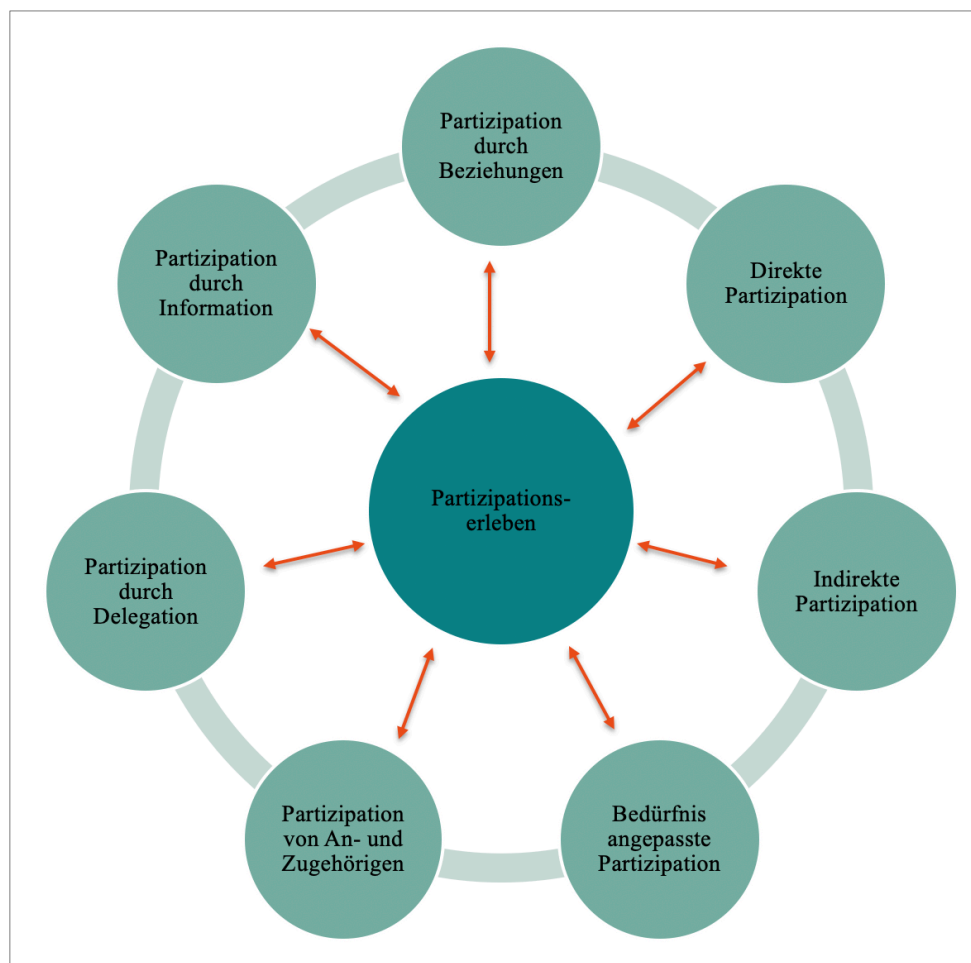 Partizipation
durch
Beziehungen
Direkte
Partizipation
Indirekte
Partizipation
Bedürfnis
angepasste
Partizipation
Partizipation
von An- und
Zugehörigen
Partizipation
durch
Delegation
Partizipation
durch
Information
Partizipations-
erleben